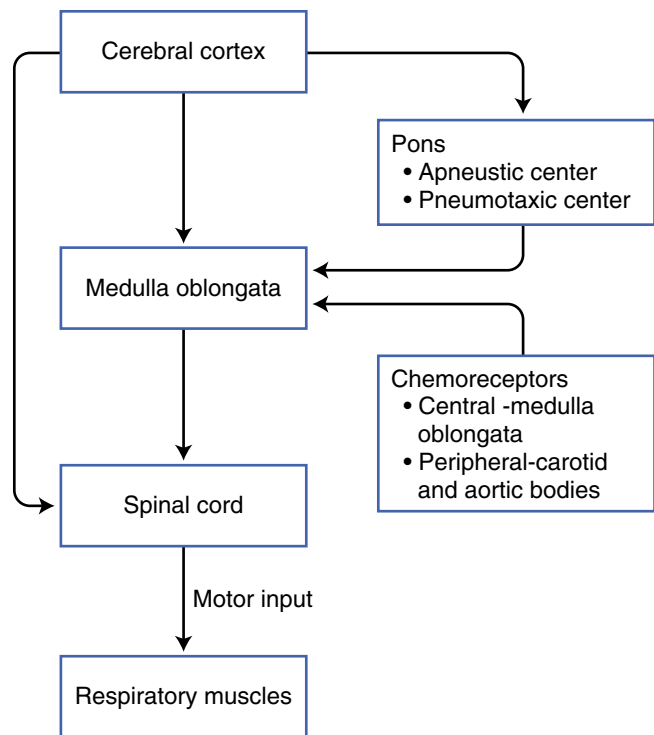 Cerebral cortex
Pons
• Apneustic center
• Pneumotaxic center
Medulla oblongata
Chemoreceptors
• Central -medulla
oblongata
• Peripheral-carotid
and aortic bodies
Spinal cord
Motor input
Respiratory muscles